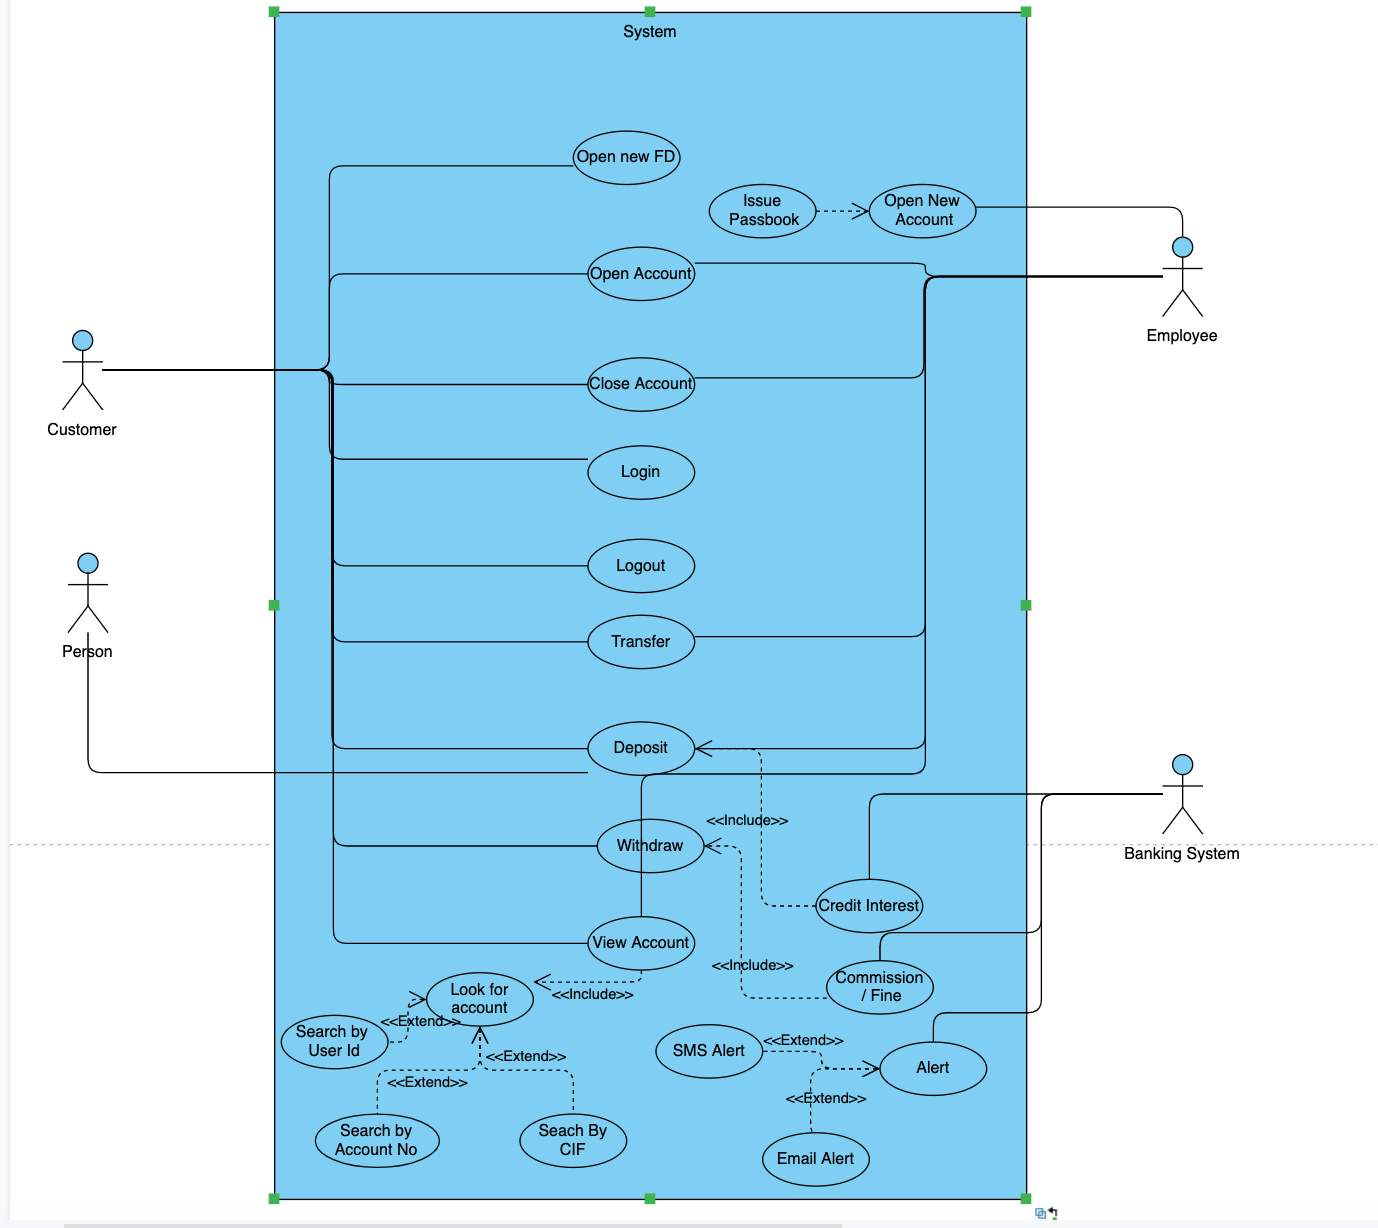 System
Open new FD
Issue
Passbook
Open New
Account
Open Account
Employee
Close Account
Customer
Login
Logout
Transfer
Person
Deposit
<<Include>>
Withdraw
Banking System
Credit Interest
View Account
<<Include>>
Commission
/ Fine
Look for
account
<<Include>>
<<Extend>>
Search by
User Id
<<Extend>>
SMS Alert
<<Extend>>
Alert
<<Extend>>
<<Extend>>
Search by
Account No
Seach By
CIF
Email Alert